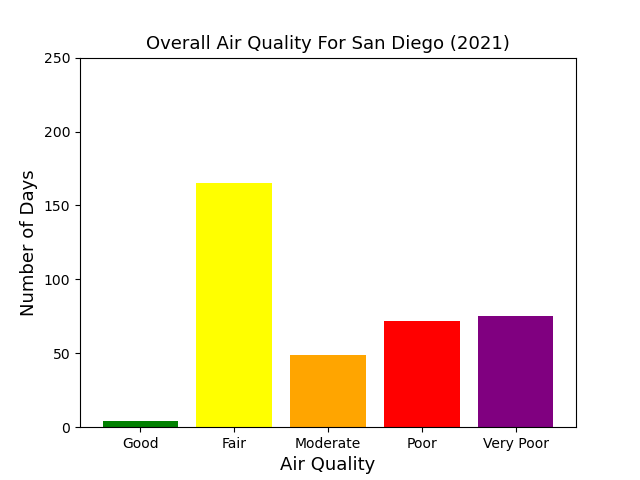 Overall Air Quality For San Diego (2021)
Number of Days
250
200
150
100
50
0
Good Fair Moderate Poor Very Poor
Air Quality